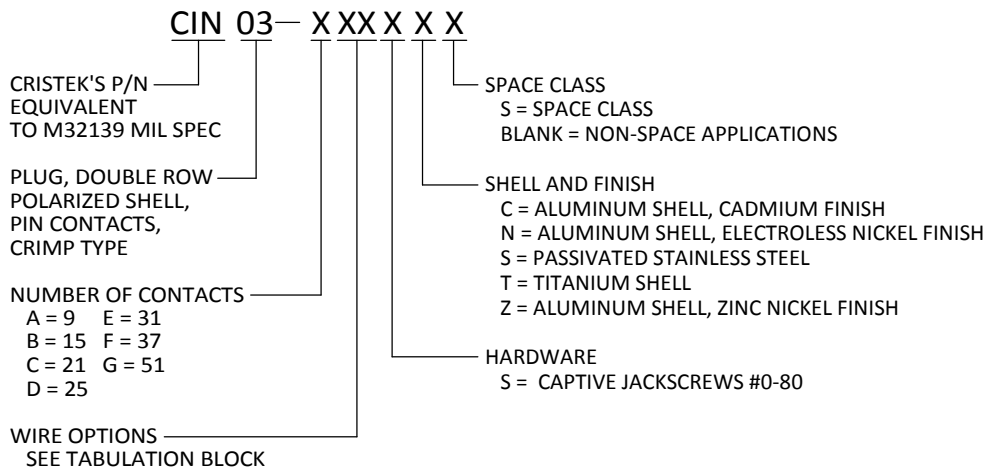 CIN 03— X XX X X X
CRISTEK'S P/N
EQUIVALENT
TO M32139 MIL SPEC
PLUG, DOUBLE ROW
POLARIZED SHELL,
PIN CONTACTS,
CRIMP TYPE
NUMBER OF CONTACTS
A = 9 E = 31
B = 15 F = 37
C = 21 G = 51
D = 25
WIRE OPTIONS
SEE TABULATION BLOCK
SPACE CLASS
S = SPACE CLASS
BLANK = NON-SPACE APPLICATIONS
SHELL AND FINISH
C = ALUMINUM SHELL, CADMIUM FINISH
N = ALUMINUM SHELL, ELECTROLESS NICKEL FINISH
S = PASSIVATED STAINLESS STEEL
T = TITANIUM SHELL
Z = ALUMINUM SHELL, ZINC NICKEL FINISH
HARDWARE
S = CAPTIVE JACKSCREWS #0-80